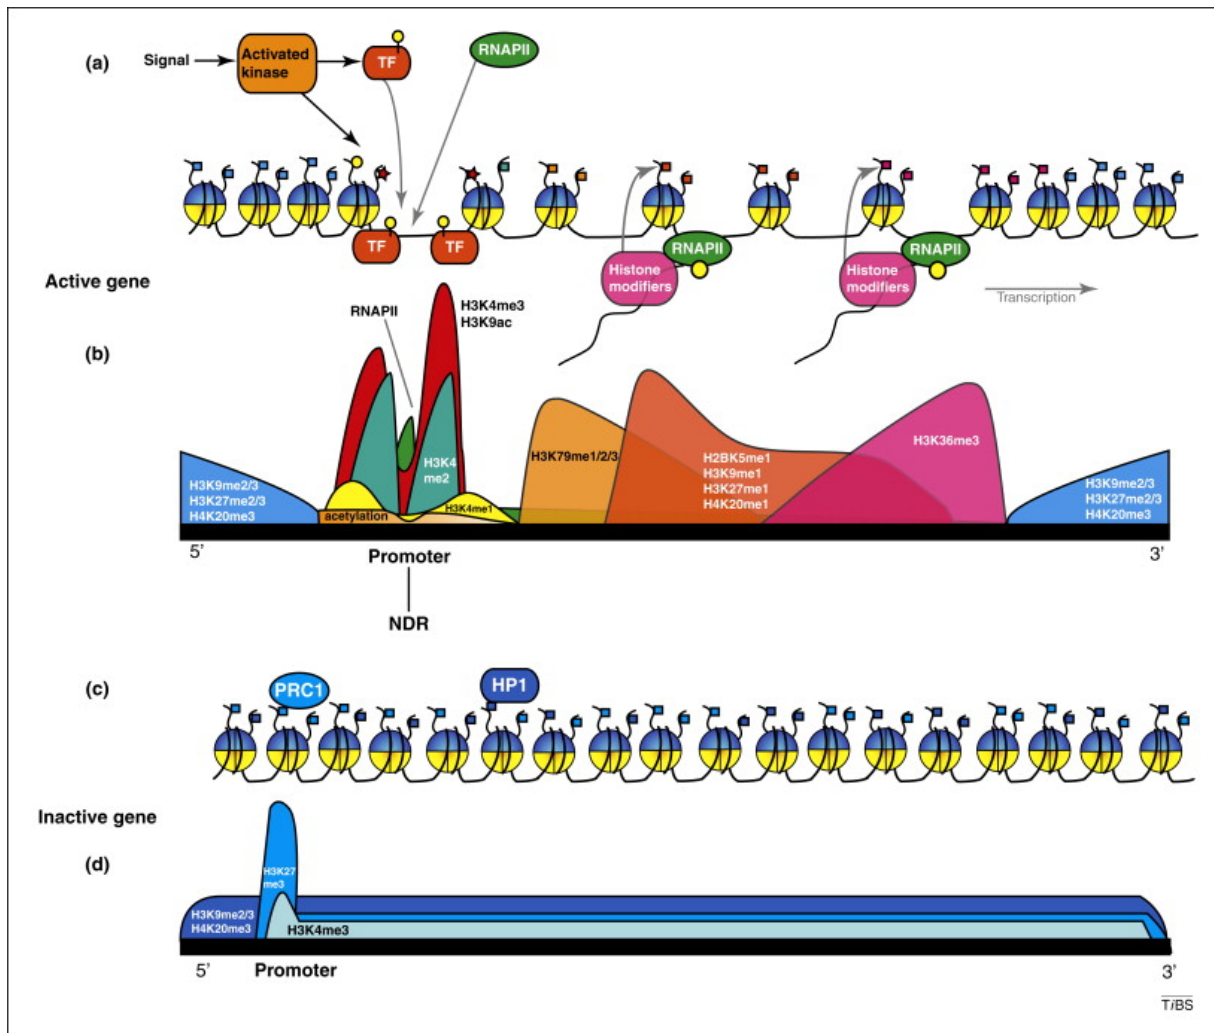 (a)
Signal
Activated
kinase
TF
RNAPII
TF
TF
RNAPII
RNAPII
Histone
modifiers
Histone
modifiers
Active gene
Transcription
RNAPII
H3K4me3
H3K9ac
(b)
H3K79me1/2/3
H3K4
me2
H2BK5me1
H3K9me1
H3K27me1
H4K20me1
H3K36me3
H3K9me2/3
H3K27me2/3
H4K20me3
H3K9me2/3
H3K27me2/3
H4K20me3
acetylation
H3K4me1
5’
Promoter
3’
NDR
(c)
PRC1
HP1
Inactive gene
(d)
H3K27
me3
H3K9me2/3
H4K20me3
H3K4me3
5’
Promoter
3’
TiBS